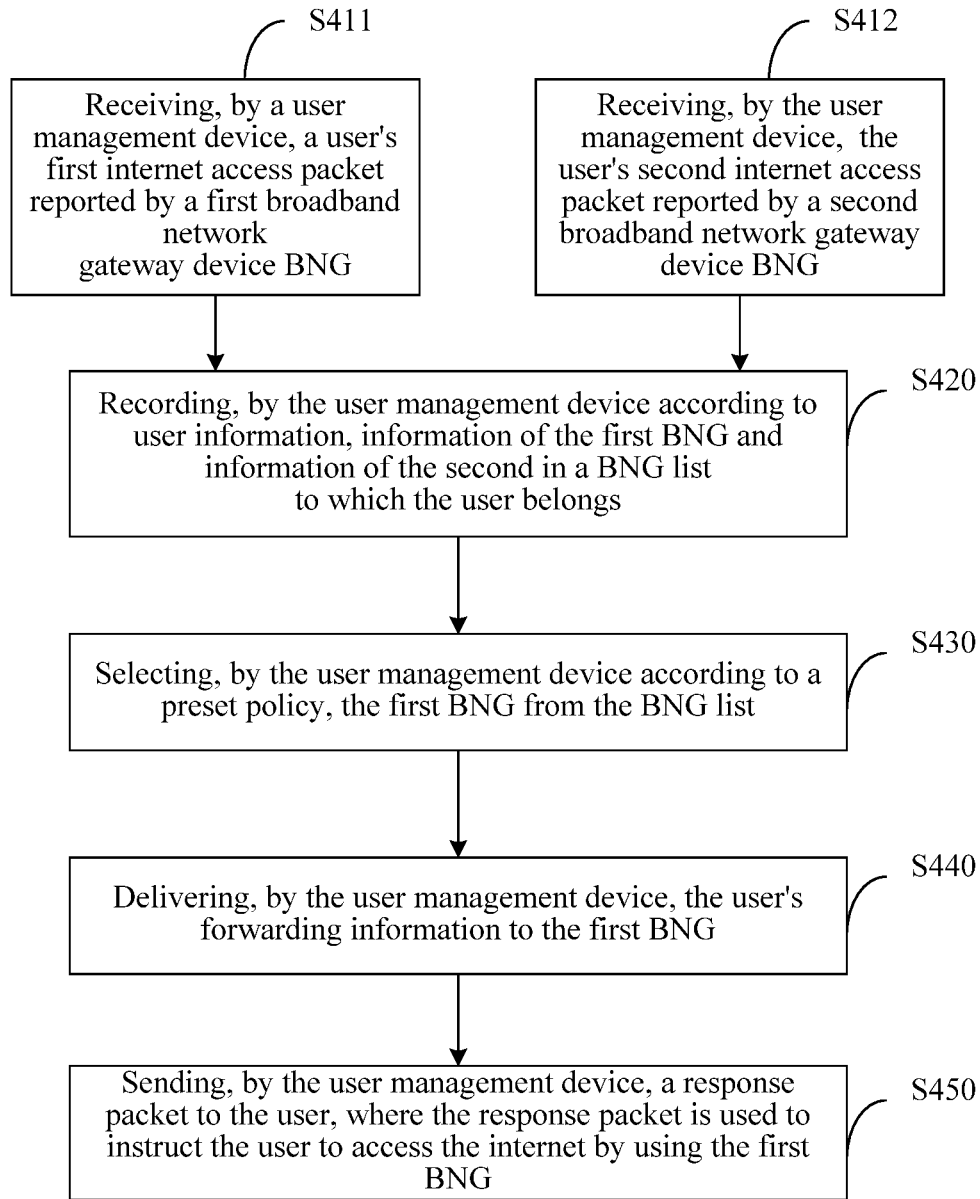 S411
Receiving, by a user
management device, a user's
first internet access packet
reported by a first broadband
network
gateway device BNG
S412
Receiving, by the user
management device, the
user's second internet access
packet reported by a second
broadband network gateway
device BNG
S420
Recording, by the user management device according to
user information, information of the first BNG and
information of the second in a BNG list
to which the user belongs
S430
Selecting, by the user management device according to a
preset policy, the first BNG from the BNG list
S440
Delivering, by the user management device, the user's
forwarding information to the first BNG
S450
Sending, by the user management device, a response
packet to the user, where the response packet is used to
instruct the user to access the internet by using the first
BNG